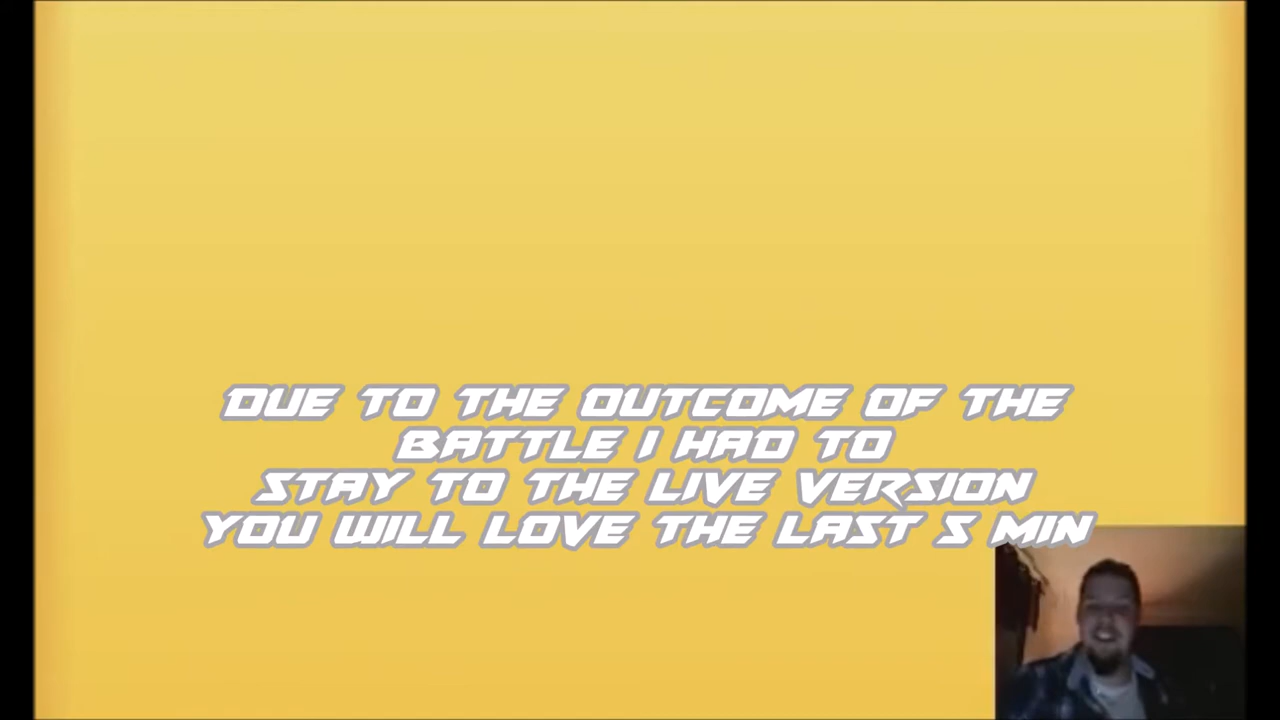 DUE TO THE OUTCOME OF THE
BATTLE I HAD TO
STAY TO THE LIVE VERSION
YOU WILL LOVE THE LAST 5 MIN